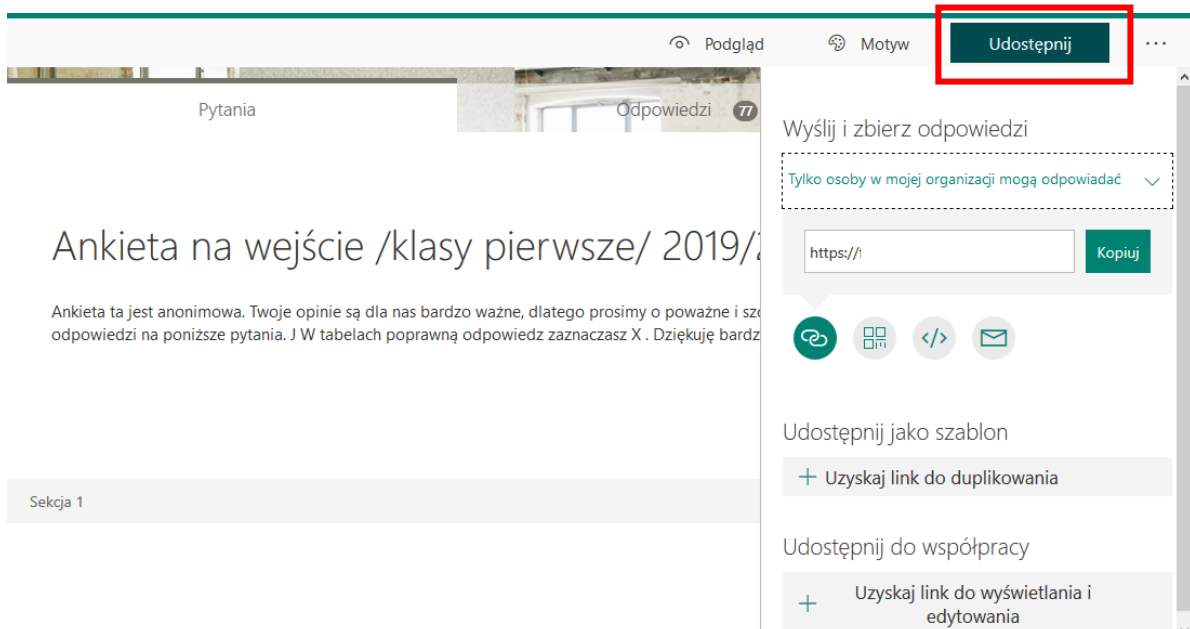 Podgląd
Motyw
Udostępnij
Pytania
Odpowiedzi 77
Ankieta na wejście /klasy pierwsze/ 2019/
Ankieta ta jest anonimowa. Twoje opinie są dla nas bardzo ważne, dlatego prosimy o poważne i
odpowiedzi na poniższe pytania. J W tabelach poprawną odpowiedz zaznaczasz X . Dziękuję
Sekcja 1
Wyślij i zbierz odpowiedzi
Tylko osoby w mojej organizacji mogą odpowiadać
https://
Kopiuj
</>
Udostępnij jako szablon
+ Uzyskaj link do duplikowania
Udostępnij do współpracy
+ Uzyskaj link do wyświetlania i
edytowania